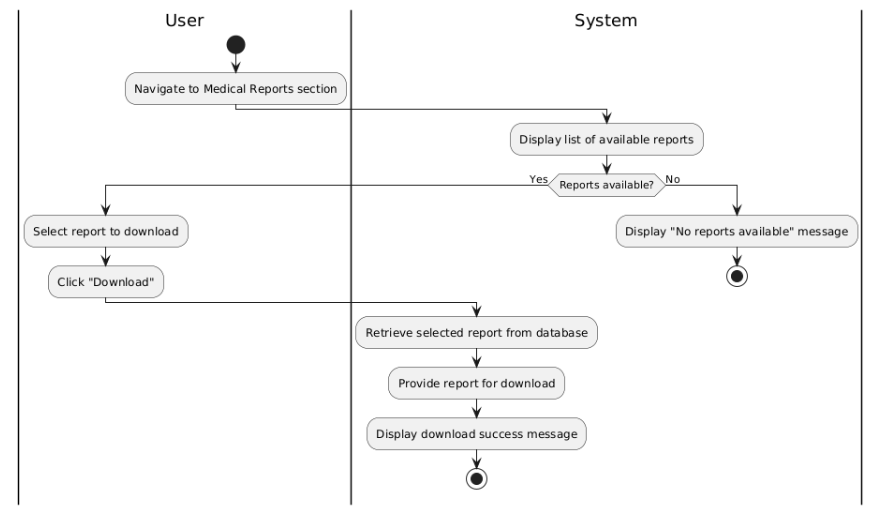 User
System
Navigate to Medical Reports section
Display list of available reports
Yes
Reports available?
No
Select report to download
Display "No reports available" message
Click "Download"
Retrieve selected report from database
Provide report for download
Display download success message